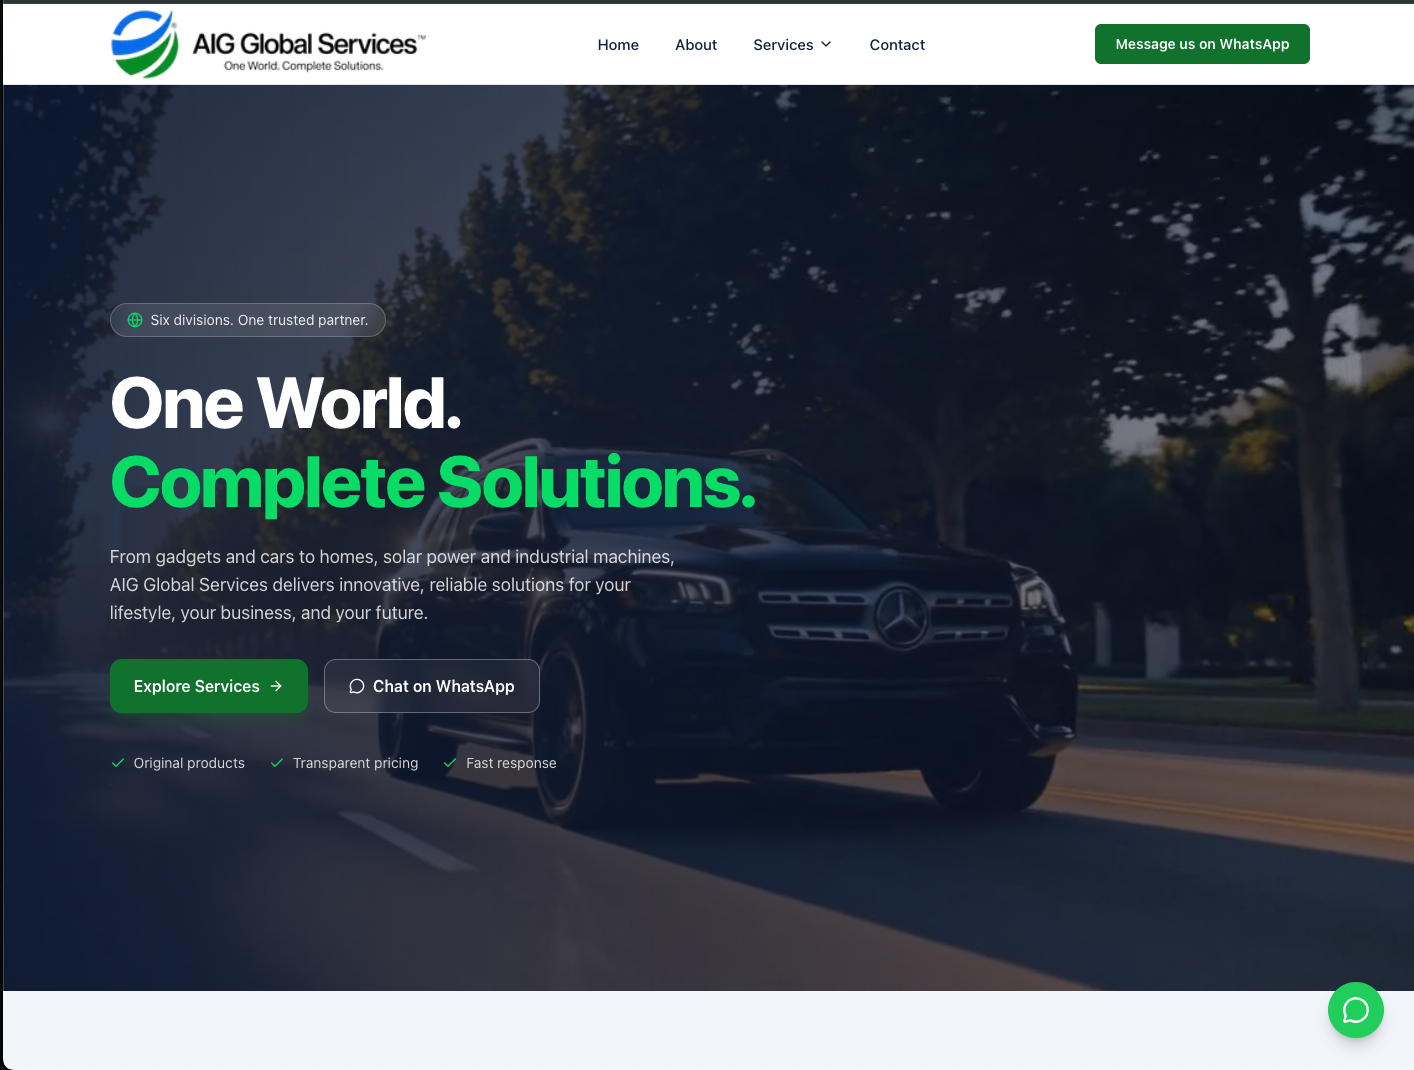 AIG Global Services™
One World. Complete Solutions.
Home
About
Services
Contact
Message us on WhatsApp
Six divisions. One trusted partner.
One World.
Complete Solutions.
From gadgets and cars to homes, solar power and industrial machines,
AIG Global Services delivers innovative, reliable solutions for your
lifestyle, your business, and your future.
Explore Services
Chat on WhatsApp
Original products
Transparent pricing
Fast response